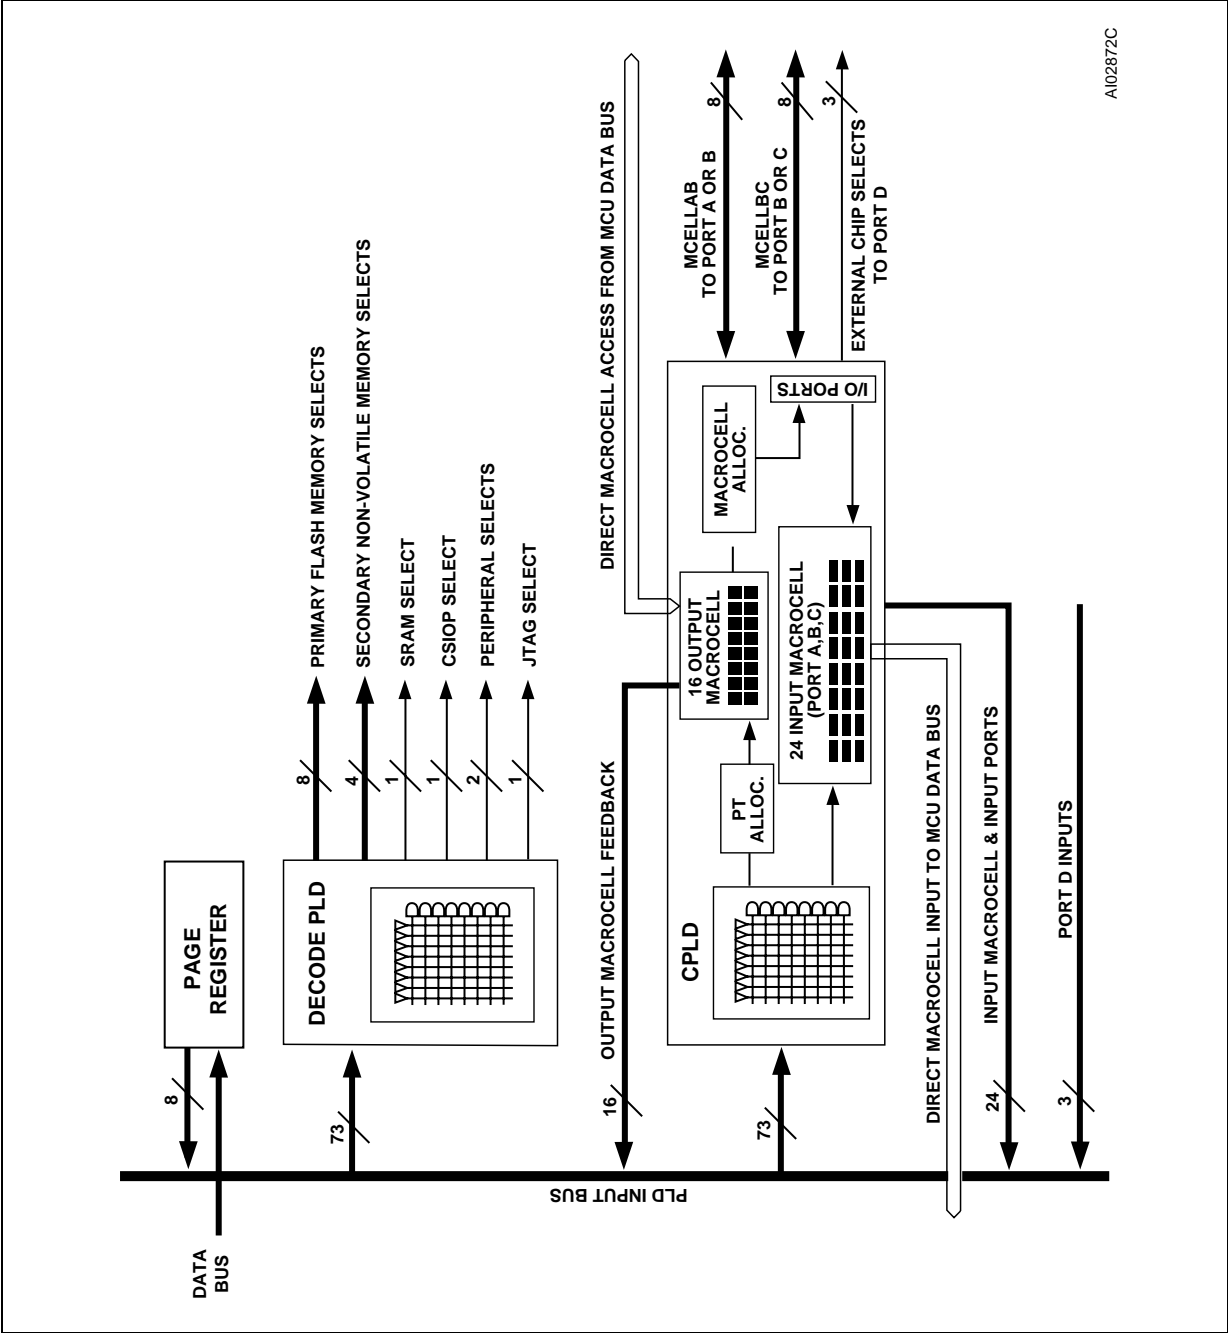 DATA
BUS
8
PAGE
REGISTER
73
DECODE PLD
8
PRIMARY FLASH MEMORY SELECTS
4
SECONDARY NON-VOLATILE MEMORY SELECTS
1
SRAM SELECT
1
CSIOP SELECT
2
PERIPHERAL SELECTS
1
JTAG SELECT
PLD INPUT BUS
16
OUTPUT MACROCELL FEEDBACK
DIRECT MACROCELL ACCESS FROM MCU DATA BUS
73
CPLD
PT
ALLOC.
16 OUTPUT
MACROCELL
MACROCELL
ALLOC.
I/O PORTS
24 INPUT MACROCELL
(PORT A,B,C)
MCELLAB
TO PORT A OR B
8
MCELLBC
TO PORT B OR C
8
EXTERNAL CHIP SELECTS
TO PORT D
3
DIRECT MACROCELL INPUT TO MCU DATA BUS
24
INPUT MACROCELL & INPUT PORTS
3
PORT D INPUTS
AI02872C